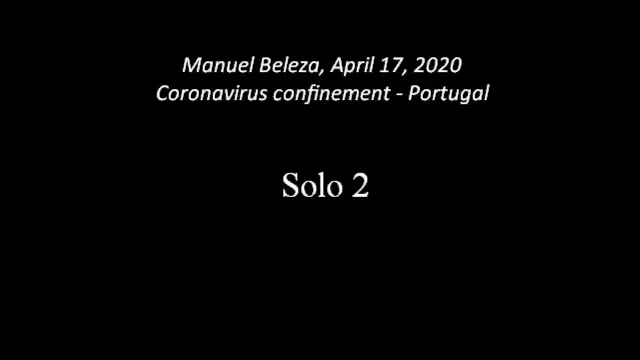 Manuel Beleza, April 17, 2020
Coronavirus confinement - Portugal
Solo 2